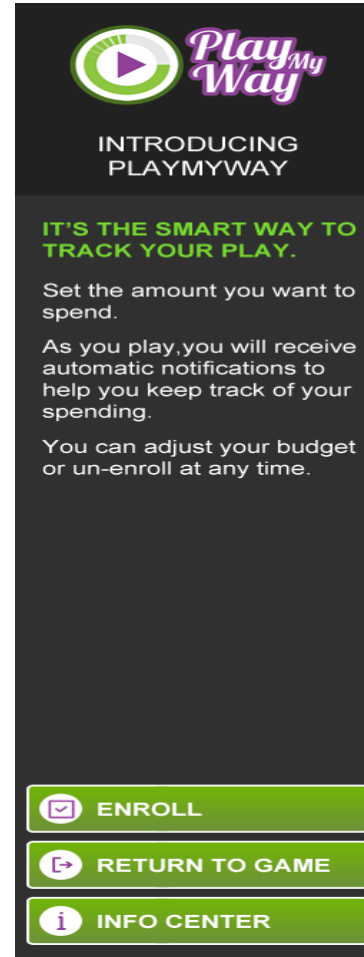 Play My
Way
INTRODUCING
PLAYMYWAY
IT'S THE SMART WAY TO
TRACK YOUR PLAY.
Set the amount you want to
spend.
As you play,you will receive
automatic notifications to
help you keep track of your
spending.
You can adjust your budget
or un-enroll at any time.
ENROLL
RETURN TO GAME
i INFO CENTER